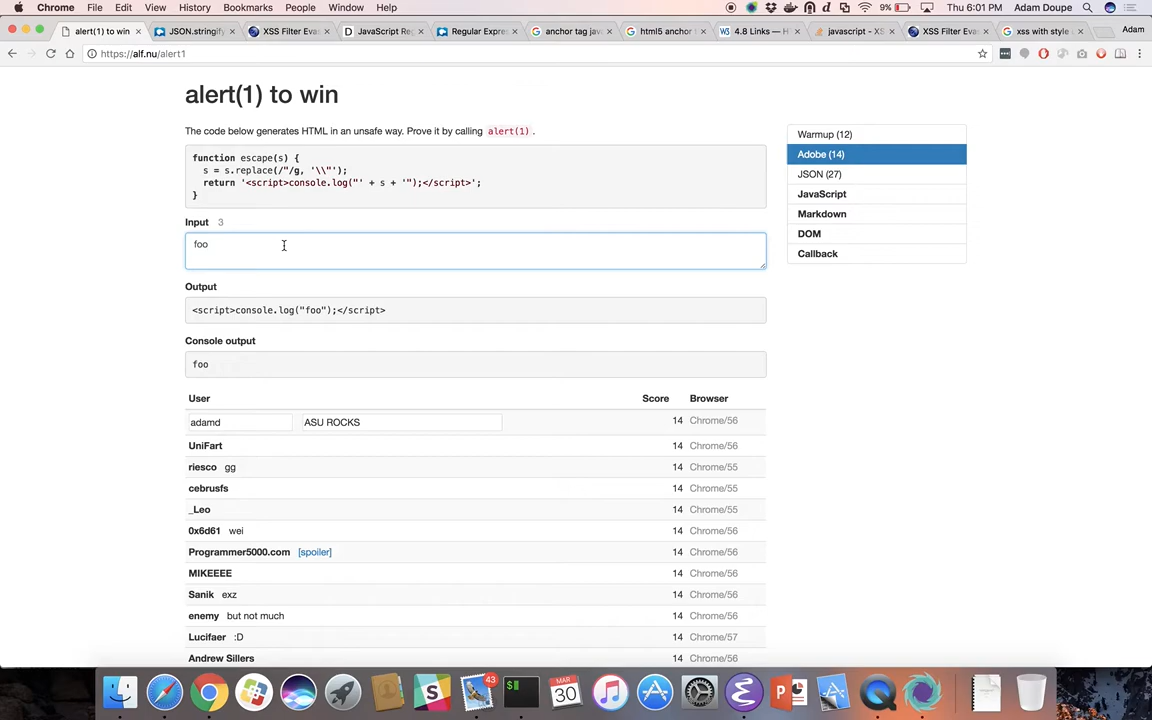 Chrome File Edit View History Bookmarks People Window Help
9% Thu 6:01 PM Adam Doupe
alert(1) to win
JSON.stringify
XSS Filter Eva
JavaScript Reg
Regular Expres
anchor tag java
html5 anchor t
4.8 Links — H
javascript - XSS
XSS Filter Eva
xss with style c
Adam
https://alf.nu/alert1
alert(1) to win
The code below generates HTML in an unsafe way. Prove it by calling alert(1).
function escape(s) {
s = s.replace(/"/g, '\\"');
return '<script>console.log("' + s + '");</script>';
}
Input 3
foo
Output
<script>console.log("foo");</script>
Console output
foo
User Score Browser
adamd ASU ROCKS 14 Chrome/56
UniFart 14 Chrome/56
riesco gg 14 Chrome/55
cebrusfs 14 Chrome/55
_Leo 14 Chrome/55
0x6d61 wei 14 Chrome/56
Programmer5000.com [spoiler] 14 Chrome/56
MIKEEEE 14 Chrome/56
Sanik exz 14 Chrome/56
enemy but not much 14 Chrome/56
Lucifaer :D 14 Chrome/57
Andrew Sillers 14 Chrome/56
Warmup (12)
Adobe (14)
JSON (27)
JavaScript
Markdown
DOM
Callback
43
$
MAR
30